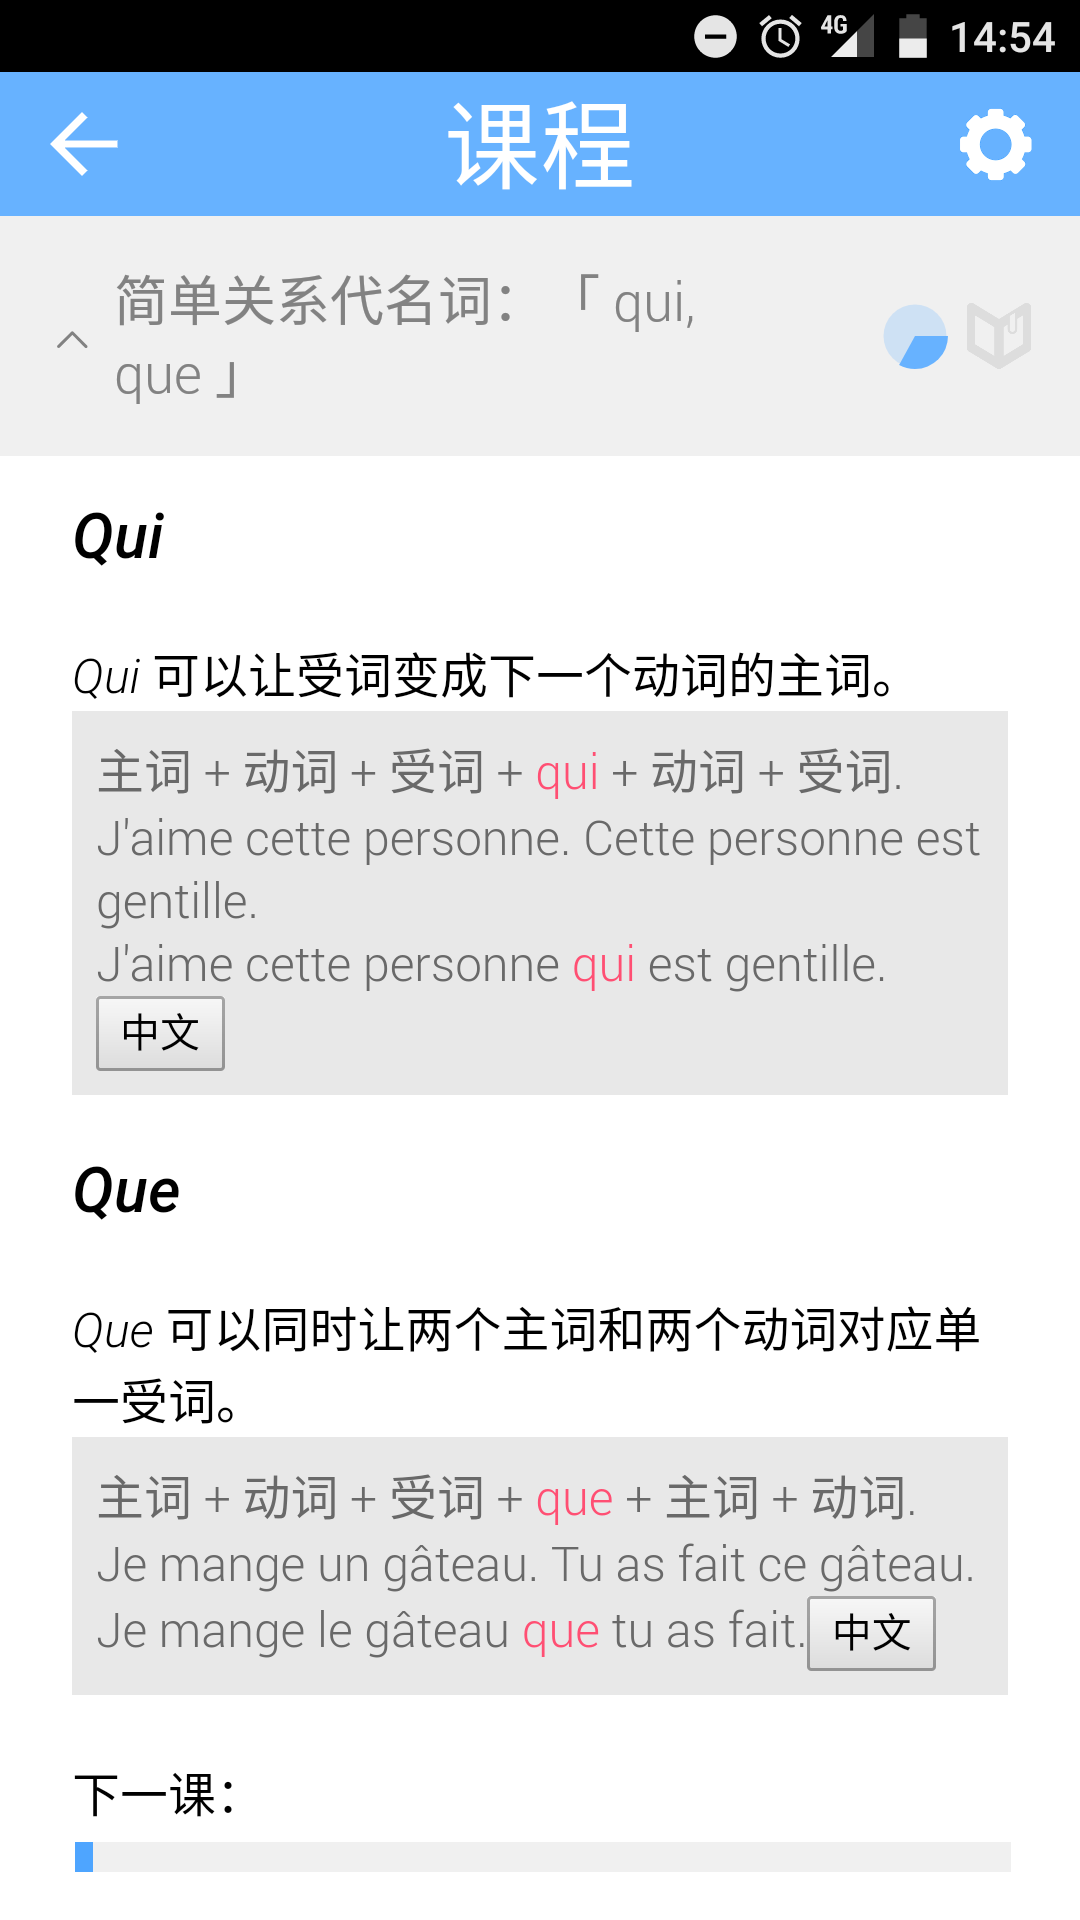 4G 14:54
课程
简单关系代名词：「 qui,
que 」
Qui
Qui 可以让受词变成下一个动词的主词。
主词 + 动词 + 受词 + qui + 动词 + 受词.
J'aime cette personne. Cette personne est
gentille.
J'aime cette personne qui est gentille.
中文
Que
Que 可以同时让两个主词和两个动词对应单
一受词。
主词 + 动词 + 受词 + que + 主词 + 动词.
Je mange un gâteau. Tu as fait ce gâteau.
Je mange le gâteau que tu as fait. 中文
下一课：